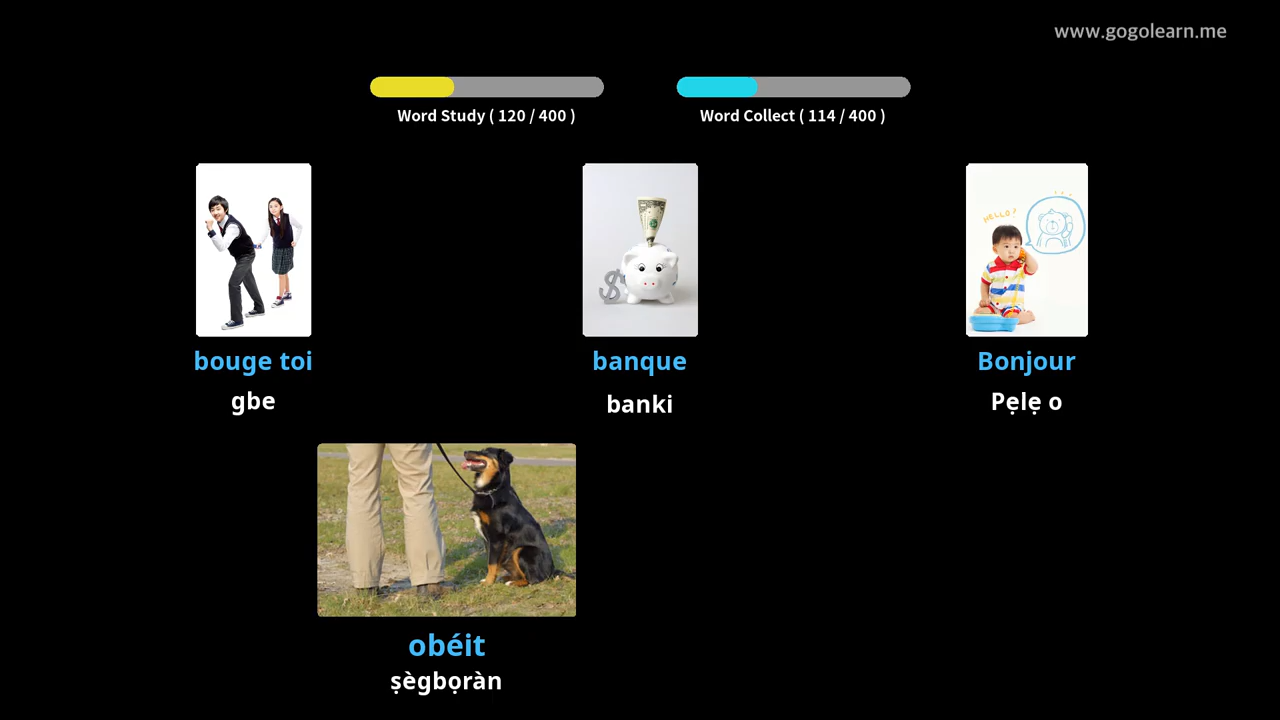 www.gogolearn.me
Word Study ( 120 / 400 )
Word Collect ( 114 / 400 )
HELLO?
bouge toi
banque
Bonjour
gbe
banki
Pẹlẹ o
obéit
ṣègbọràn